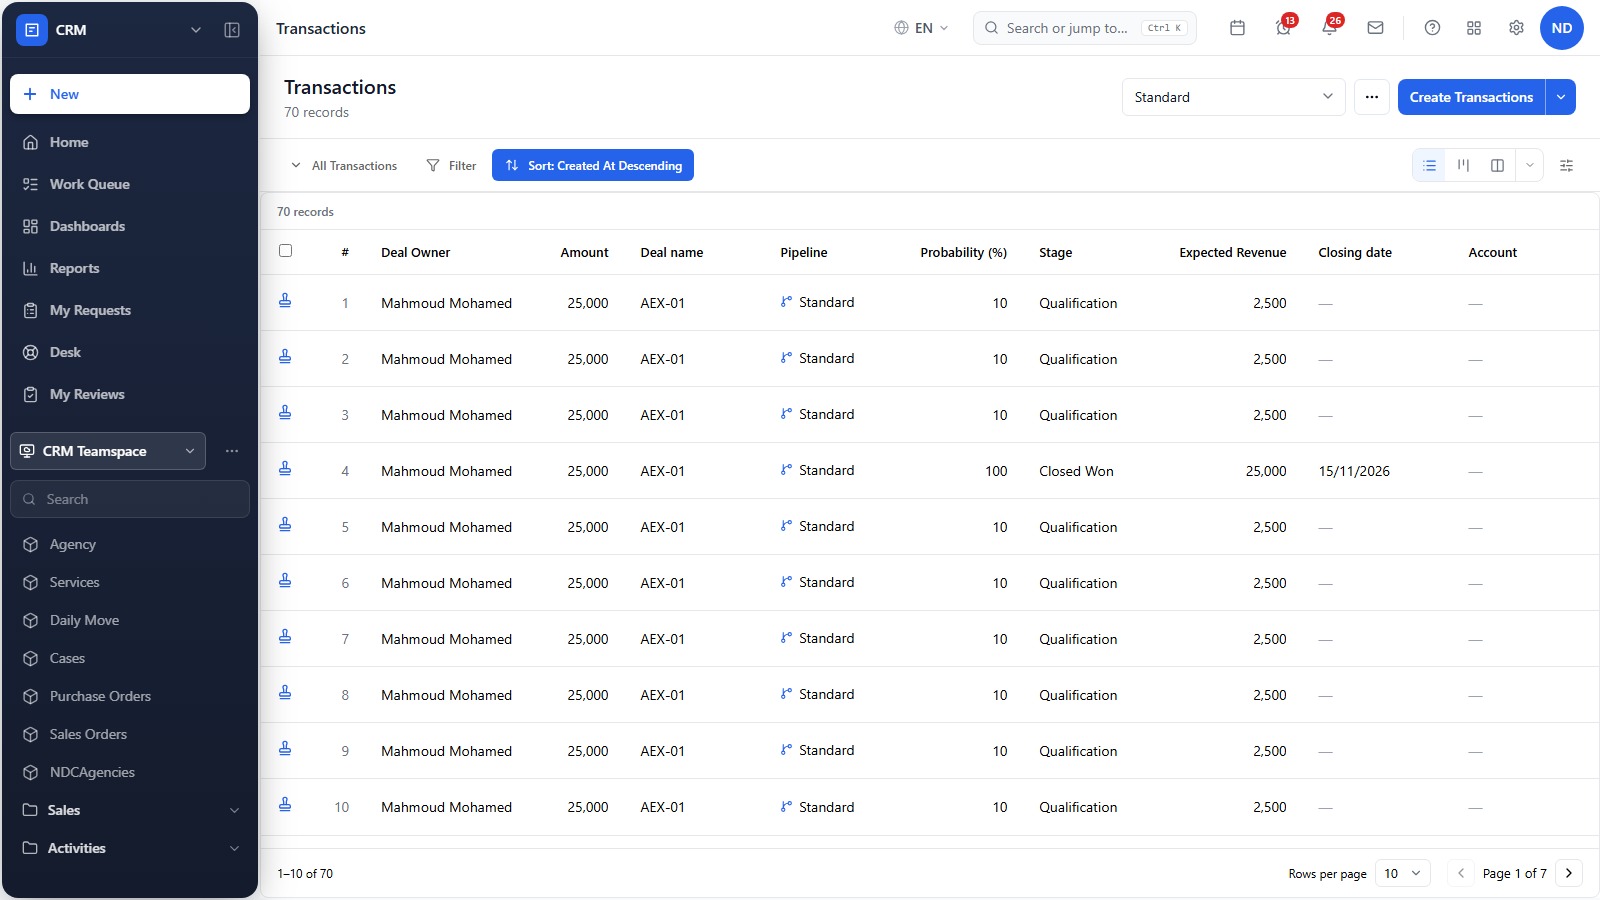 CRM
Transactions
EN
Search or jump to...
Ctrl K
13
26
ND
New
Home
Work Queue
Dashboards
Reports
My Requests
Desk
My Reviews
CRM Teamspace
Search
Agency
Services
Daily Move
Cases
Purchase Orders
Sales Orders
NDCAgencies
Sales
Activities
Transactions
70 records
Standard
Create Transactions
All Transactions
Filter
Sort: Created At Descending
70 records
# Deal Owner Amount Deal name Pipeline Probability (%) Stage Expected Revenue Closing date Account
1 Mahmoud Mohamed 25,000 AEX-01 Standard 10 Qualification 2,500 — —
2 Mahmoud Mohamed 25,000 AEX-01 Standard 10 Qualification 2,500 — —
3 Mahmoud Mohamed 25,000 AEX-01 Standard 10 Qualification 2,500 — —
4 Mahmoud Mohamed 25,000 AEX-01 Standard 100 Closed Won 25,000 15/11/2026 —
5 Mahmoud Mohamed 25,000 AEX-01 Standard 10 Qualification 2,500 — —
6 Mahmoud Mohamed 25,000 AEX-01 Standard 10 Qualification 2,500 — —
7 Mahmoud Mohamed 25,000 AEX-01 Standard 10 Qualification 2,500 — —
8 Mahmoud Mohamed 25,000 AEX-01 Standard 10 Qualification 2,500 — —
9 Mahmoud Mohamed 25,000 AEX-01 Standard 10 Qualification 2,500 — —
10 Mahmoud Mohamed 25,000 AEX-01 Standard 10 Qualification 2,500 — —
1–10 of 70
Rows per page 10
Page 1 of 7